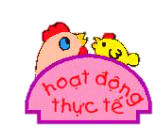 hoạt động
thực tế